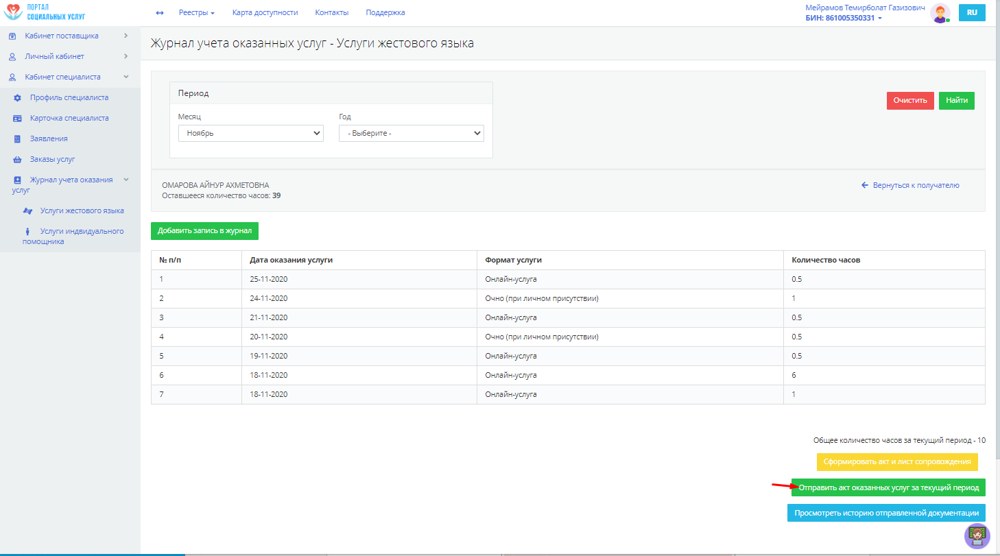 ПОРТАЛ
СОЦИАЛЬНЫХ УСЛУГ
Реестры
Карта доступности
Контакты
Поддержка
Мейрамов Темирболат Газизович
БИН: 861005350331
RU
Кабинет поставщика
Личный кабинет
Кабинет специалиста
Профиль специалиста
Карточка специалиста
Заявления
Заказы услуг
Журнал учета оказания
услуг
Услуги жестового языка
Услуги индвидуального
помощника
Журнал учета оказанных услуг - Услуги жестового языка
Период
Месяц
Год
Ноябрь
- Выберите -
Очистить
Найти
ОМАРОВА АЙНУР АХМЕТОВНА
Оставшееся количество часов: 39
Вернуться к получателю
Добавить запись в журнал
№ п/п Дата оказания услуги Формат услуги Количество часов
1 25-11-2020 Онлайн-услуга 0.5
2 24-11-2020 Очно (при личном присутствии) 1
3 21-11-2020 Онлайн-услуга 0.5
4 20-11-2020 Очно (при личном присутствии) 0.5
5 19-11-2020 Онлайн-услуга 0.5
6 18-11-2020 Онлайн-услуга 6
7 18-11-2020 Онлайн-услуга 1
Общее количество часов за текущий период - 10
Сформировать акт и лист сопровождения
Отправить акт оказанных услуг за текущий период
Просмотреть историю отправленной документации